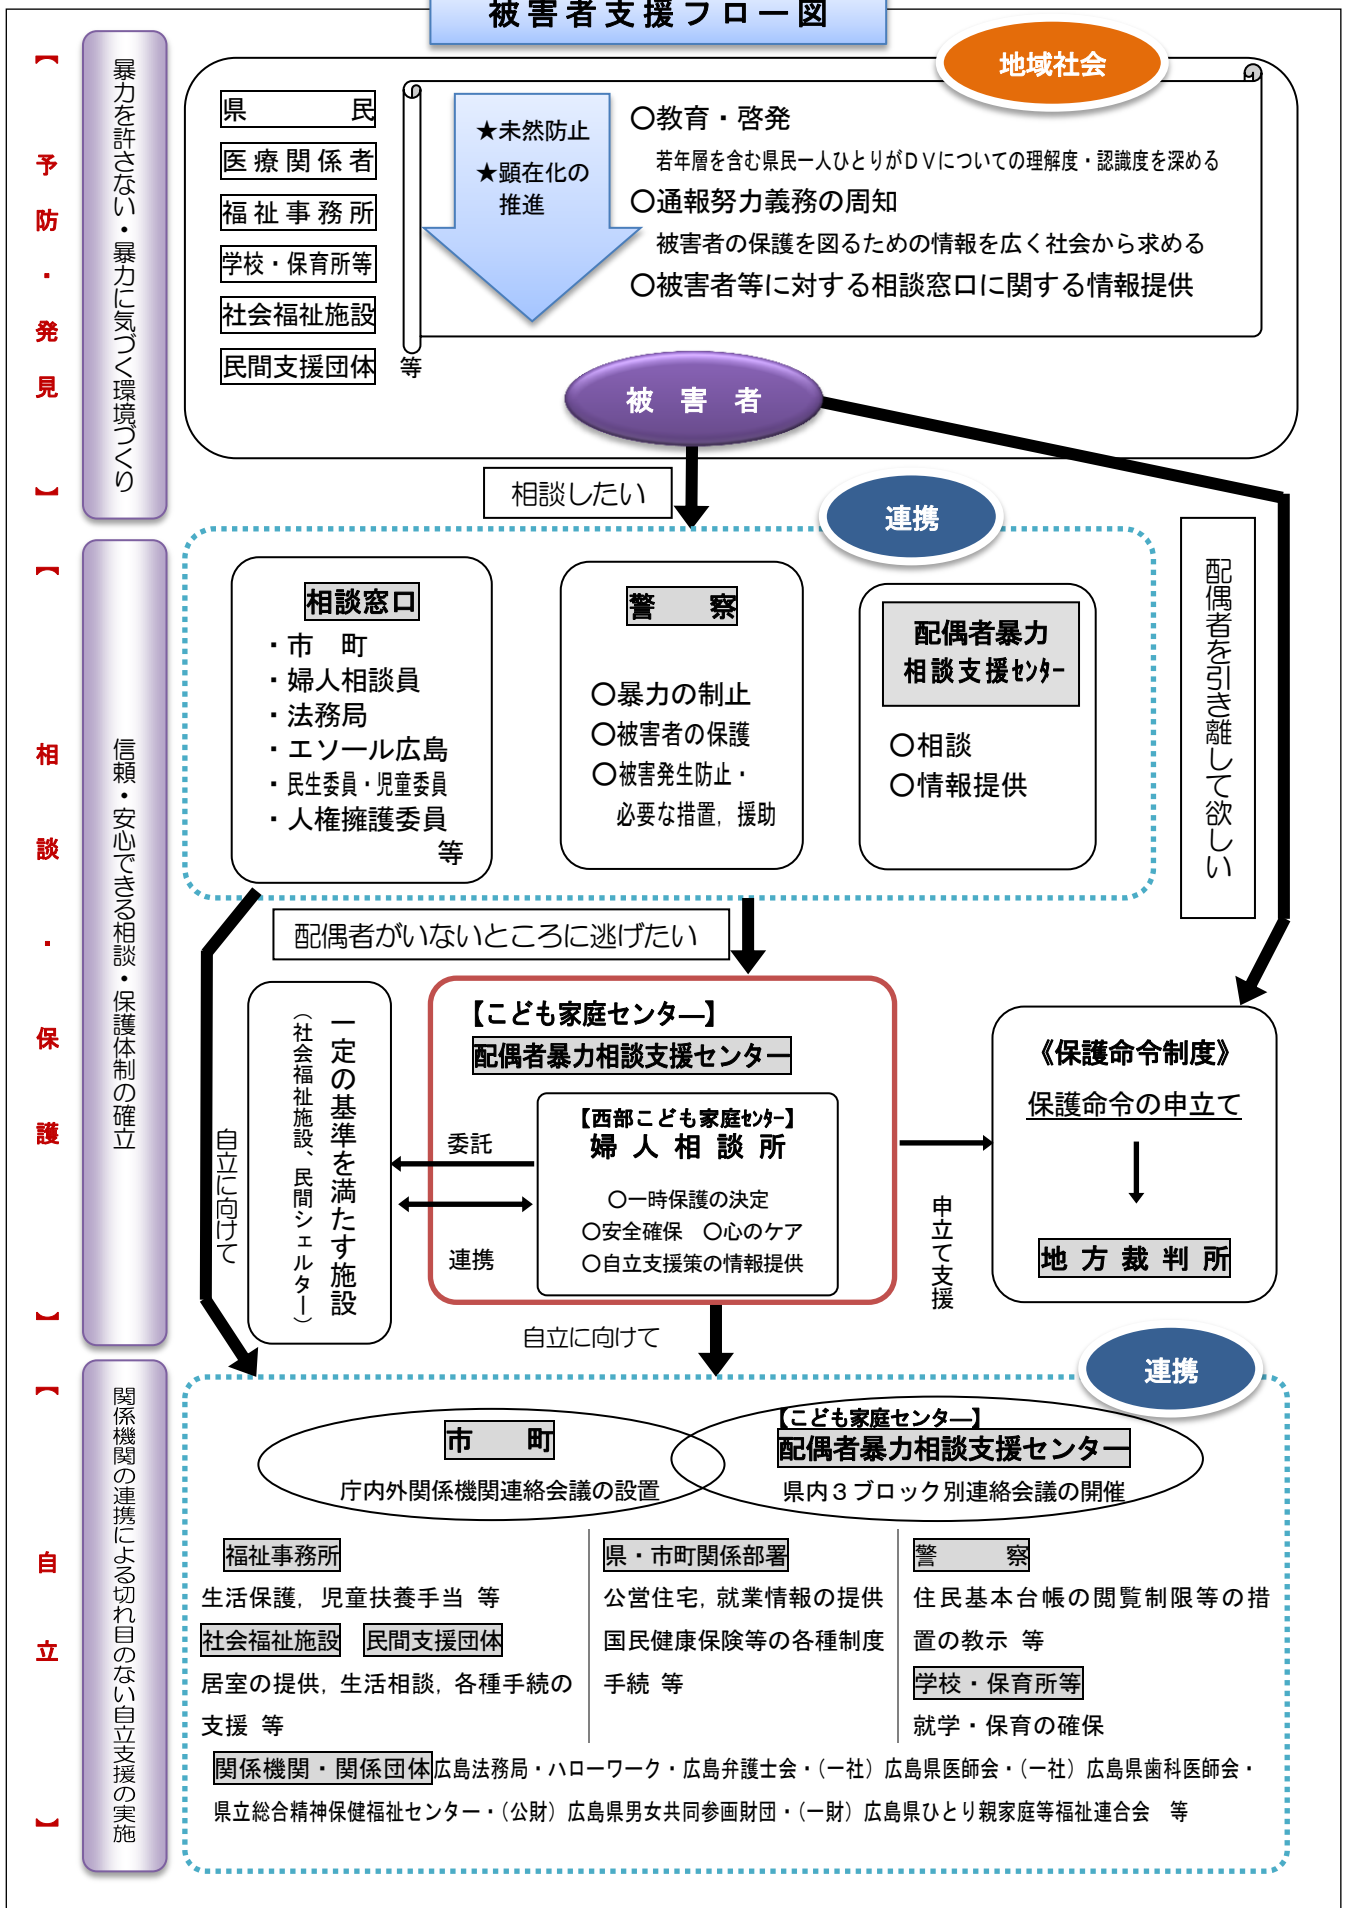 被害者支援フロー図
地域社会
【予防・発見】
暴力を許さない・暴力に気づく環境づくり
県　　　民
医療関係者
福祉事務所
学校・保育所等
社会福祉施設
民間支援団体
等
★未然防止
★顕在化の
推進
〇教育・啓発
若年層を含む県民一人ひとりがＤＶについての理解度・認識度を深める
〇通報努力義務の周知
被害者の保護を図るための情報を広く社会から求める
〇被害者等に対する相談窓口に関する情報提供
被　害　者
相談したい
連携
配偶者を引き離して欲しい
【相談・保護】
信頼・安心できる相談・保護体制の確立
相談窓口
・市　町
・婦人相談員
・法務局
・エソール広島
・民生委員・児童委員
・人権擁護委員
等
警　　察
〇暴力の制止
〇被害者の保護
〇被害発生防止・
必要な措置，援助
配偶者暴力
相談支援ｾﾝﾀｰ
〇相談
〇情報提供
配偶者がいないところに逃げたい
自立に向けて
一定の基準を満たす施設
（社会福祉施設、民間シェルター）
【こども家庭センター】
配偶者暴力相談支援センター
【西部こども家庭ｾﾝﾀｰ】
婦人相談所
〇一時保護の決定
〇安全確保　〇心のケア
〇自立支援策の情報提供
委託
連携
申立て支援
《保護命令制度》
保護命令の申立て
地方裁判所
自立に向けて
連携
【自立】
関係機関の連携による切れ目のない自立支援の実施
市　　町
庁内外関係機関連絡会議の設置
【こども家庭センター】
配偶者暴力相談支援センター
県内３ブロック別連絡会議の開催
福祉事務所
生活保護，児童扶養手当 等
社会福祉施設　民間支援団体
居室の提供，生活相談，各種手続の
支援 等
県・市町関係部署
公営住宅，就業情報の提供
国民健康保険等の各種制度
手続 等
警　　　察
住民基本台帳の閲覧制限等の措
置の教示 等
学校・保育所等
就学・保育の確保
関係機関・関係団体広島法務局・ハローワーク・広島弁護士会・（一社）広島県医師会・（一社）広島県歯科医師会・
県立総合精神保健福祉センター・（公財）広島県男女共同参画財団・（一財）広島県ひとり親家庭等福祉連合会　等